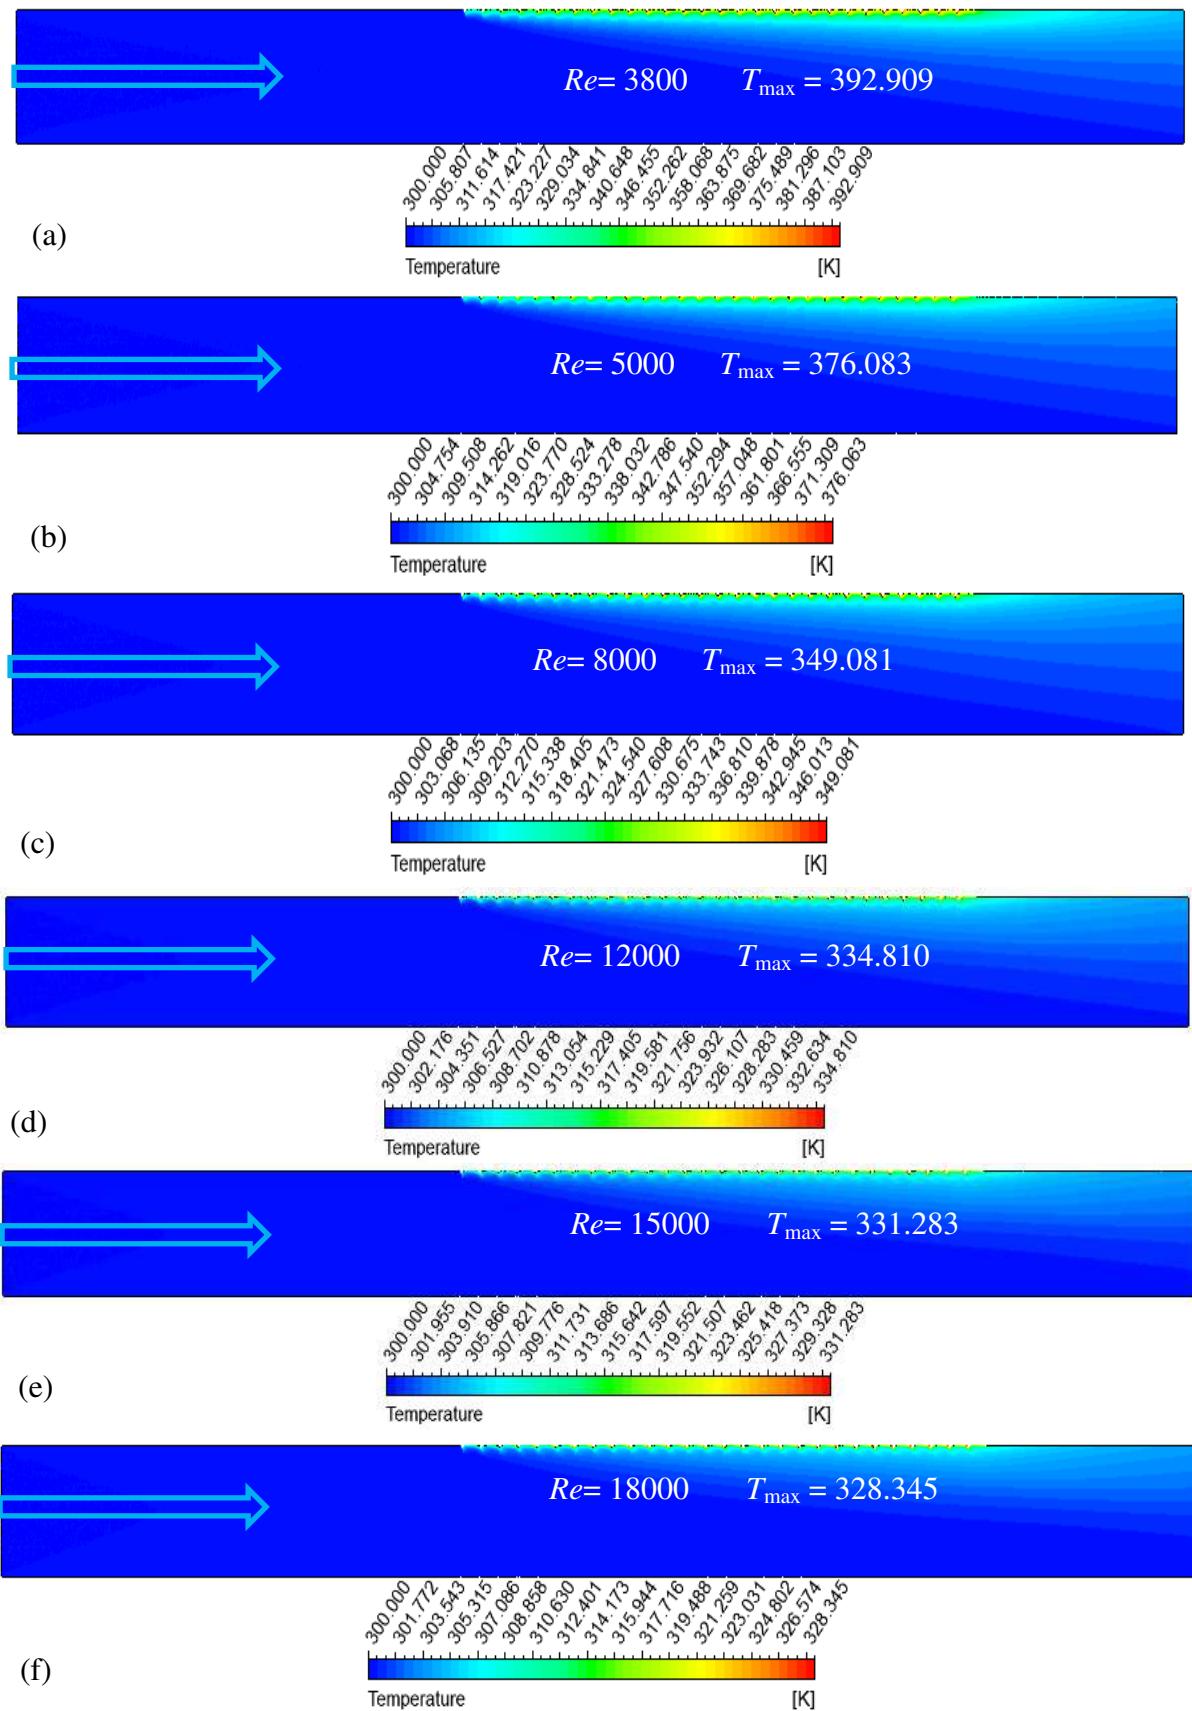 Re= 3800 Tmax = 392.909
300.000 305.807 311.614 317.421 323.227 329.034 334.841 340.648 346.455 352.262 358.068 363.875 369.682 375.489 381.296 387.103 392.909
(a)
Temperature [K]
Re= 5000 Tmax = 376.083
300.000 304.754 309.508 314.262 319.016 323.770 328.524 333.278 338.032 342.786 347.540 352.294 357.048 361.801 366.555 371.309 376.063
(b)
Temperature [K]
Re= 8000 Tmax = 349.081
300.000 303.068 306.135 309.203 312.270 315.338 318.405 321.473 324.540 327.608 330.675 333.743 336.810 339.878 342.945 346.013 349.081
(c)
Temperature [K]
Re= 12000 Tmax = 334.810
300.000 302.176 304.351 306.527 308.702 310.878 313.054 315.229 317.405 319.581 321.756 323.932 326.107 328.283 330.459 332.634 334.810
(d)
Temperature [K]
Re= 15000 Tmax = 331.283
300.000 301.955 303.910 305.866 307.821 309.776 311.731 313.686 315.642 317.597 319.552 321.507 323.462 325.418 327.373 329.328 331.283
(e)
Temperature [K]
Re= 18000 Tmax = 328.345
300.000 301.772 303.543 305.315 307.086 308.858 310.630 312.401 314.173 315.944 317.716 319.488 321.259 323.031 324.802 326.574 328.345
(f)
Temperature [K]